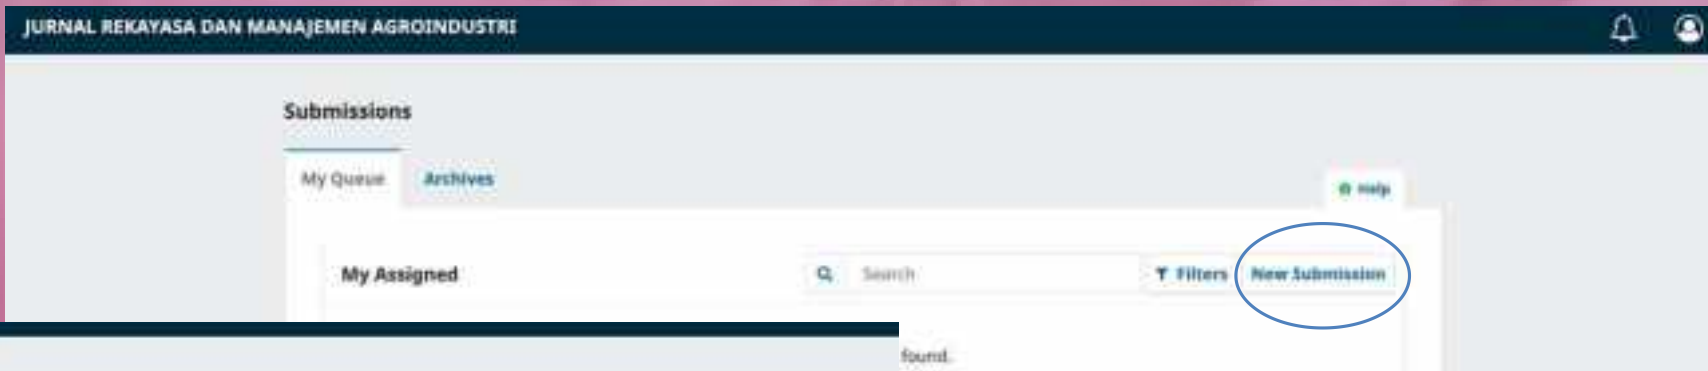 JURNAL REKAYASA DAN MANAJEMEN AGROINDUSTRI
Submissions
My Queue Archives
Help
My Assigned Search Filters New Submission
found.